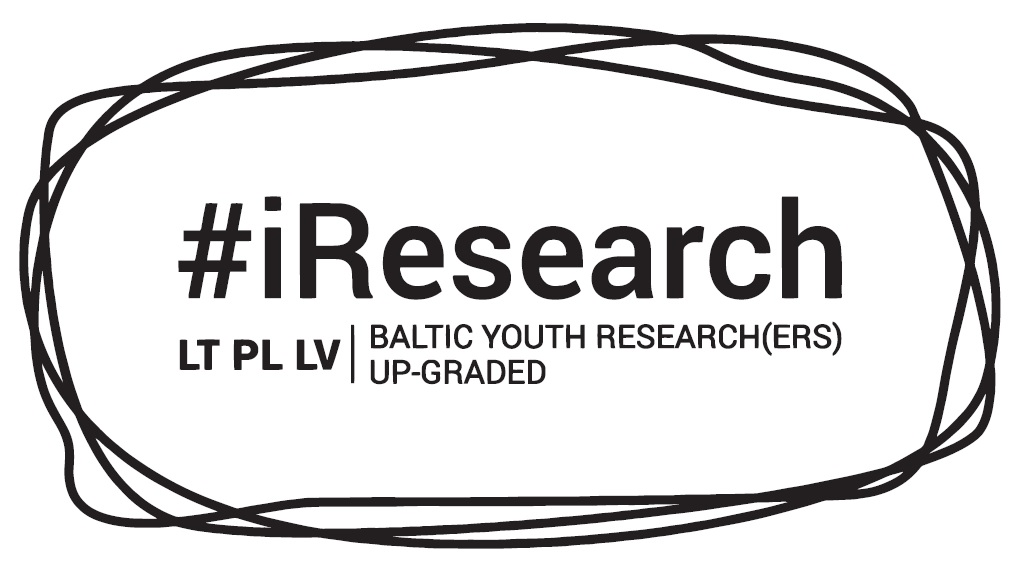 #iResearch
LT PL LV
BALTIC YOUTH RESEARCH(ERS)
UP-GRADED